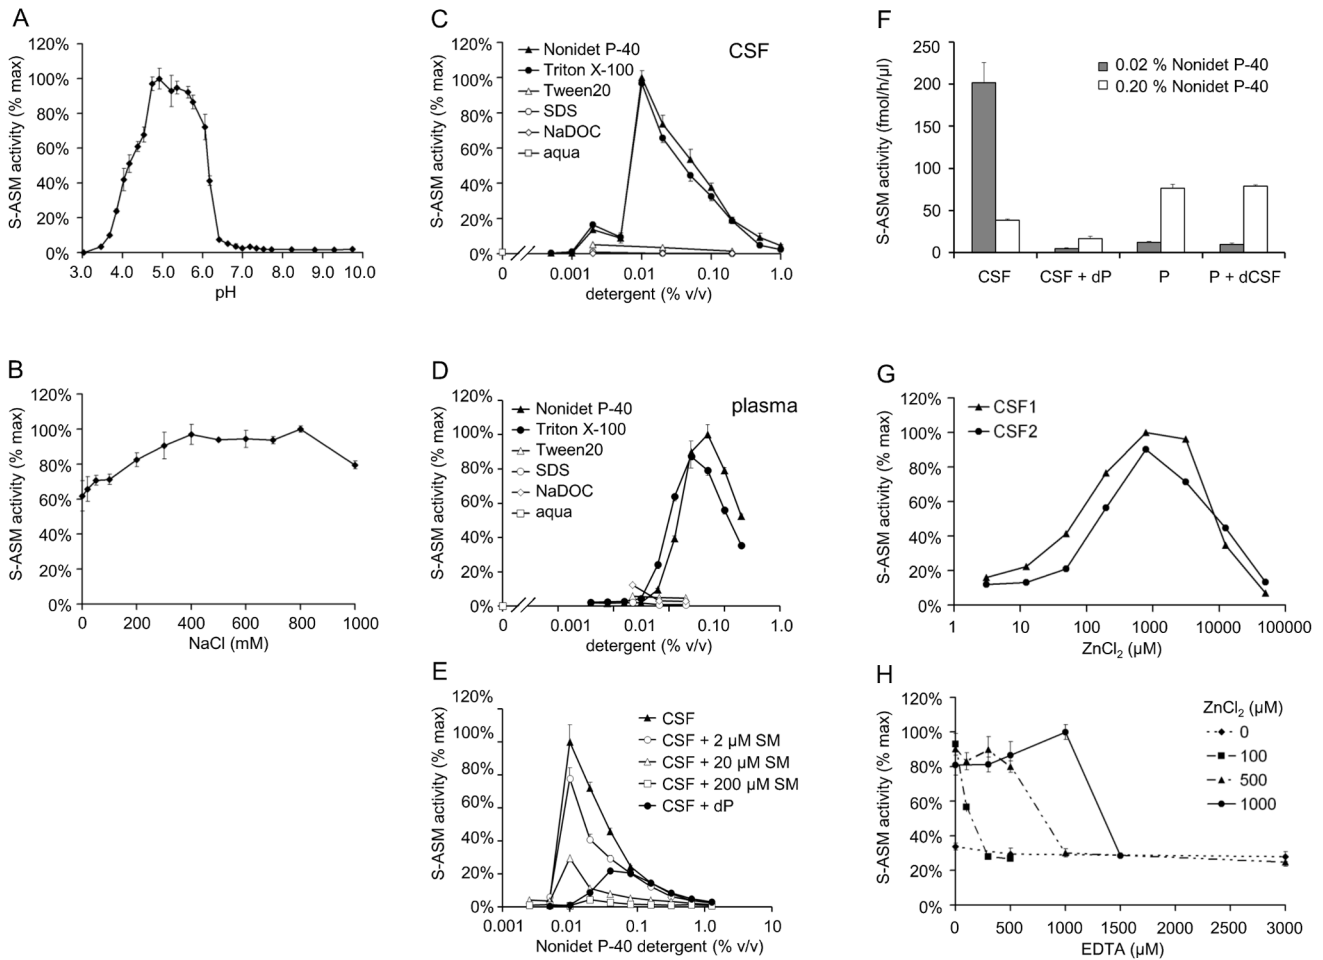 A
S-ASM activity (% max)
120%
100%
80%
60%
40%
20%
0%
3.0 4.0 5.0 6.0 7.0 8.0 9.0 10.0
pH
B
S-ASM activity (% max)
120%
100%
80%
60%
40%
20%
0%
0 200 400 600 800 1000
NaCl (mM)
C
CSF
S-ASM activity (% max)
120%
100%
80%
60%
40%
20%
0%
Nonidet P-40
Triton X-100
Tween20
SDS
NaDOC
aqua
0 0.001 0.01 0.10 1.0
detergent (% v/v)
D
plasma
S-ASM activity (% max)
120%
100%
80%
60%
40%
20%
0%
Nonidet P-40
Triton X-100
Tween20
SDS
NaDOC
aqua
0 0.001 0.01 0.10 1.0
detergent (% v/v)
E
S-ASM activity (% max)
120%
100%
80%
60%
40%
20%
0%
CSF
CSF + 2 µM SM
CSF + 20 µM SM
CSF + 200 µM SM
CSF + dP
0.001 0.01 0.1 1.0 10
Nonidet P-40 detergent (% v/v)
F
S-ASM activity (fmol/h/µl)
250
200
150
100
50
0
0.02 % Nonidet P-40
0.20 % Nonidet P-40
CSF CSF + dP P P + dCSF
G
S-ASM activity (% max)
120%
100%
80%
60%
40%
20%
0%
CSF1
CSF2
1 10 100 1000 10000 100000
ZnCl₂ (µM)
H
S-ASM activity (% max)
120%
100%
80%
60%
40%
20%
0%
ZnCl₂ (µM)
0
100
500
1000
0 500 1000 1500 2000 2500 3000
EDTA (µM)